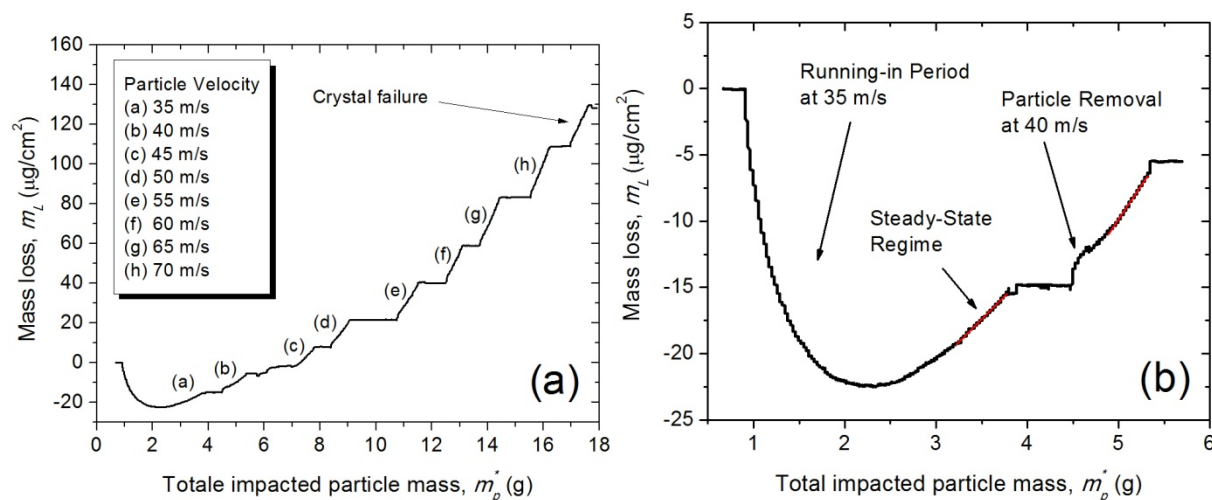 160
140
120
100
80
60
40
20
0
-20
Mass loss, m_L (μg/cm²)
Particle Velocity
(a) 35 m/s
(b) 40 m/s
(c) 45 m/s
(d) 50 m/s
(e) 55 m/s
(f) 60 m/s
(g) 65 m/s
(h) 70 m/s
Crystal failure
(h)
(g)
(f)
(e)
(d)
(c)
(b)
(a)
(a)
0 2 4 6 8 10 12 14 16 18
Totale impacted particle mass, m_p^* (g)
5
0
-5
-10
-15
-20
-25
Mass loss, m_L (μg/cm²)
Running-in Period
at 35 m/s
Particle Removal
at 40 m/s
Steady-State
Regime
(b)
1 2 3 4 5 6
Total impacted particle mass, m_p^* (g)